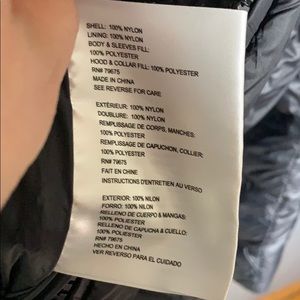 SHELL: 100% NYLON
LINING: 100% NYLON
BODY & SLEEVES FILL:
100% POLYESTER
HOOD & COLLAR FILL: 100% POLYESTER
RN# 79675
MADE IN CHINA
SEE REVERSE FOR CARE
EXTÉRIEUR: 100% NYLON
DOUBLURE: 100% NYLON
REMPLISSAGE DE CORPS, MANCHES:
100% POLYESTER
REMPLISSAGE DE CAPUCHON, COLLIER:
100% POLYESTER
RN# 79675
FAIT EN CHINE
INSTRUCTIONS D'ENTRETIEN AU VERSO
EXTERIOR: 100% NILON
FORRO: 100% NILON
RELLENO DE CUERPO & MANGAS:
100% POLIESTER
RELLENO DE CAPUCHA & CUELLO:
100% POLIESTER
RN# 79675
HECHO EN CHINA
VER REVERSO PARA EL CUIDADO